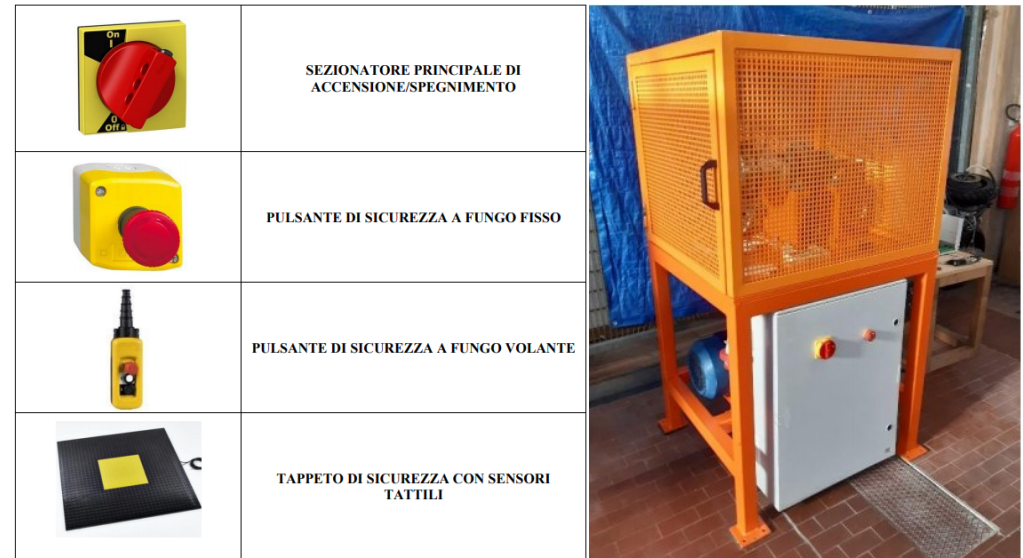 On
I
0
Off
SEZIONATORE PRINCIPALE DI
ACCENSIONE/SPEGNIMENTO
PULSANTE DI SICUREZZA A FUNGO FISSO
PULSANTE DI SICUREZZA A FUNGO VOLANTE
TAPPETO DI SICUREZZA CON SENSORI
TATTILI